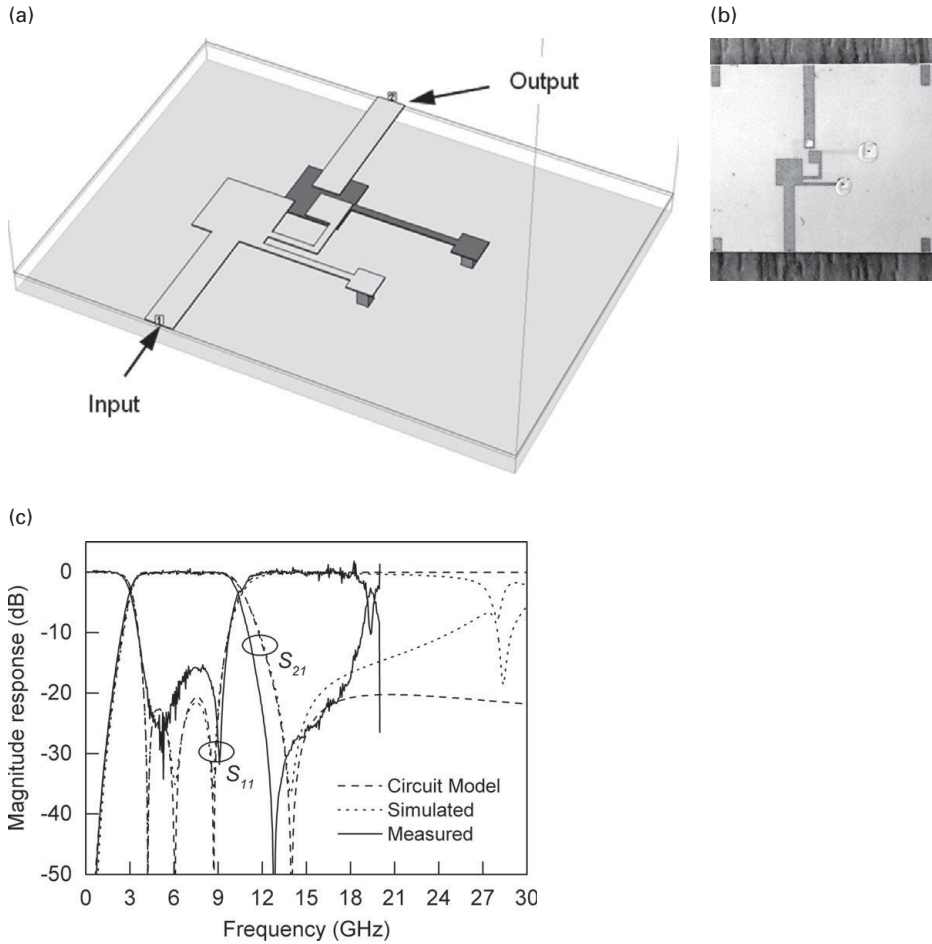 (a)
(b)
2
Output
1
Input
(c)
Magnitude response (dB)
0
-10
-20
-30
-40
-50
S21
S11
Circuit Model
Simulated
Measured
0 3 6 9 12 15 18 21 24 27 30
Frequency (GHz)